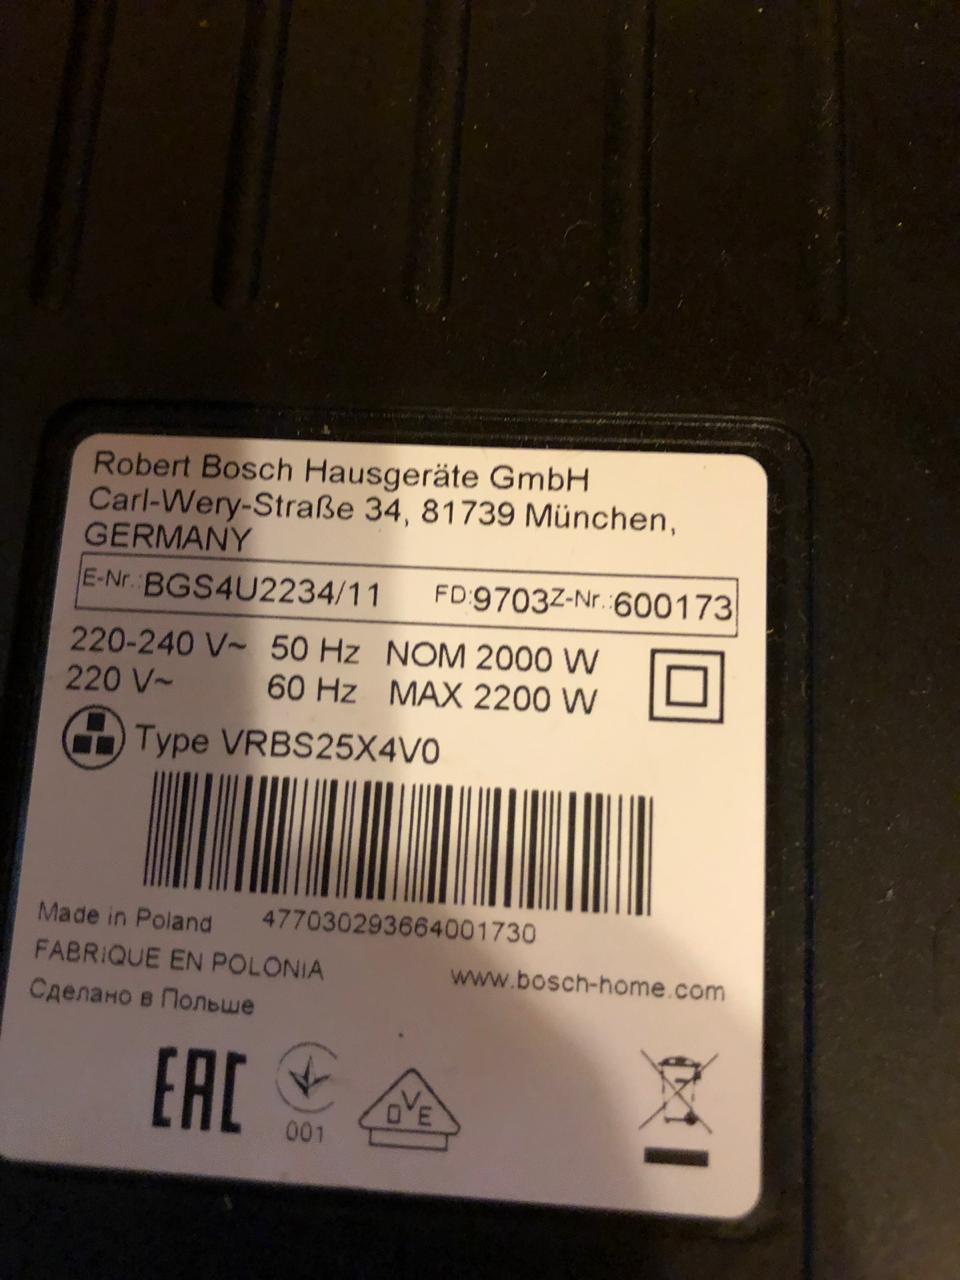 Robert Bosch Hausgeräte GmbH
Carl-Wery-Straße 34, 81739 München,
GERMANY
E-Nr.: BGS4U2234/11 FD: 9703 Z-Nr.: 600173
220-240 V~ 50 Hz NOM 2000 W
220 V~ 60 Hz MAX 2200 W
Type VRBS25X4V0
Made in Poland 477030293664001730
FABRIQUE EN POLONIA
www.bosch-home.com
Сделано в Польше
EAC
001
OVE